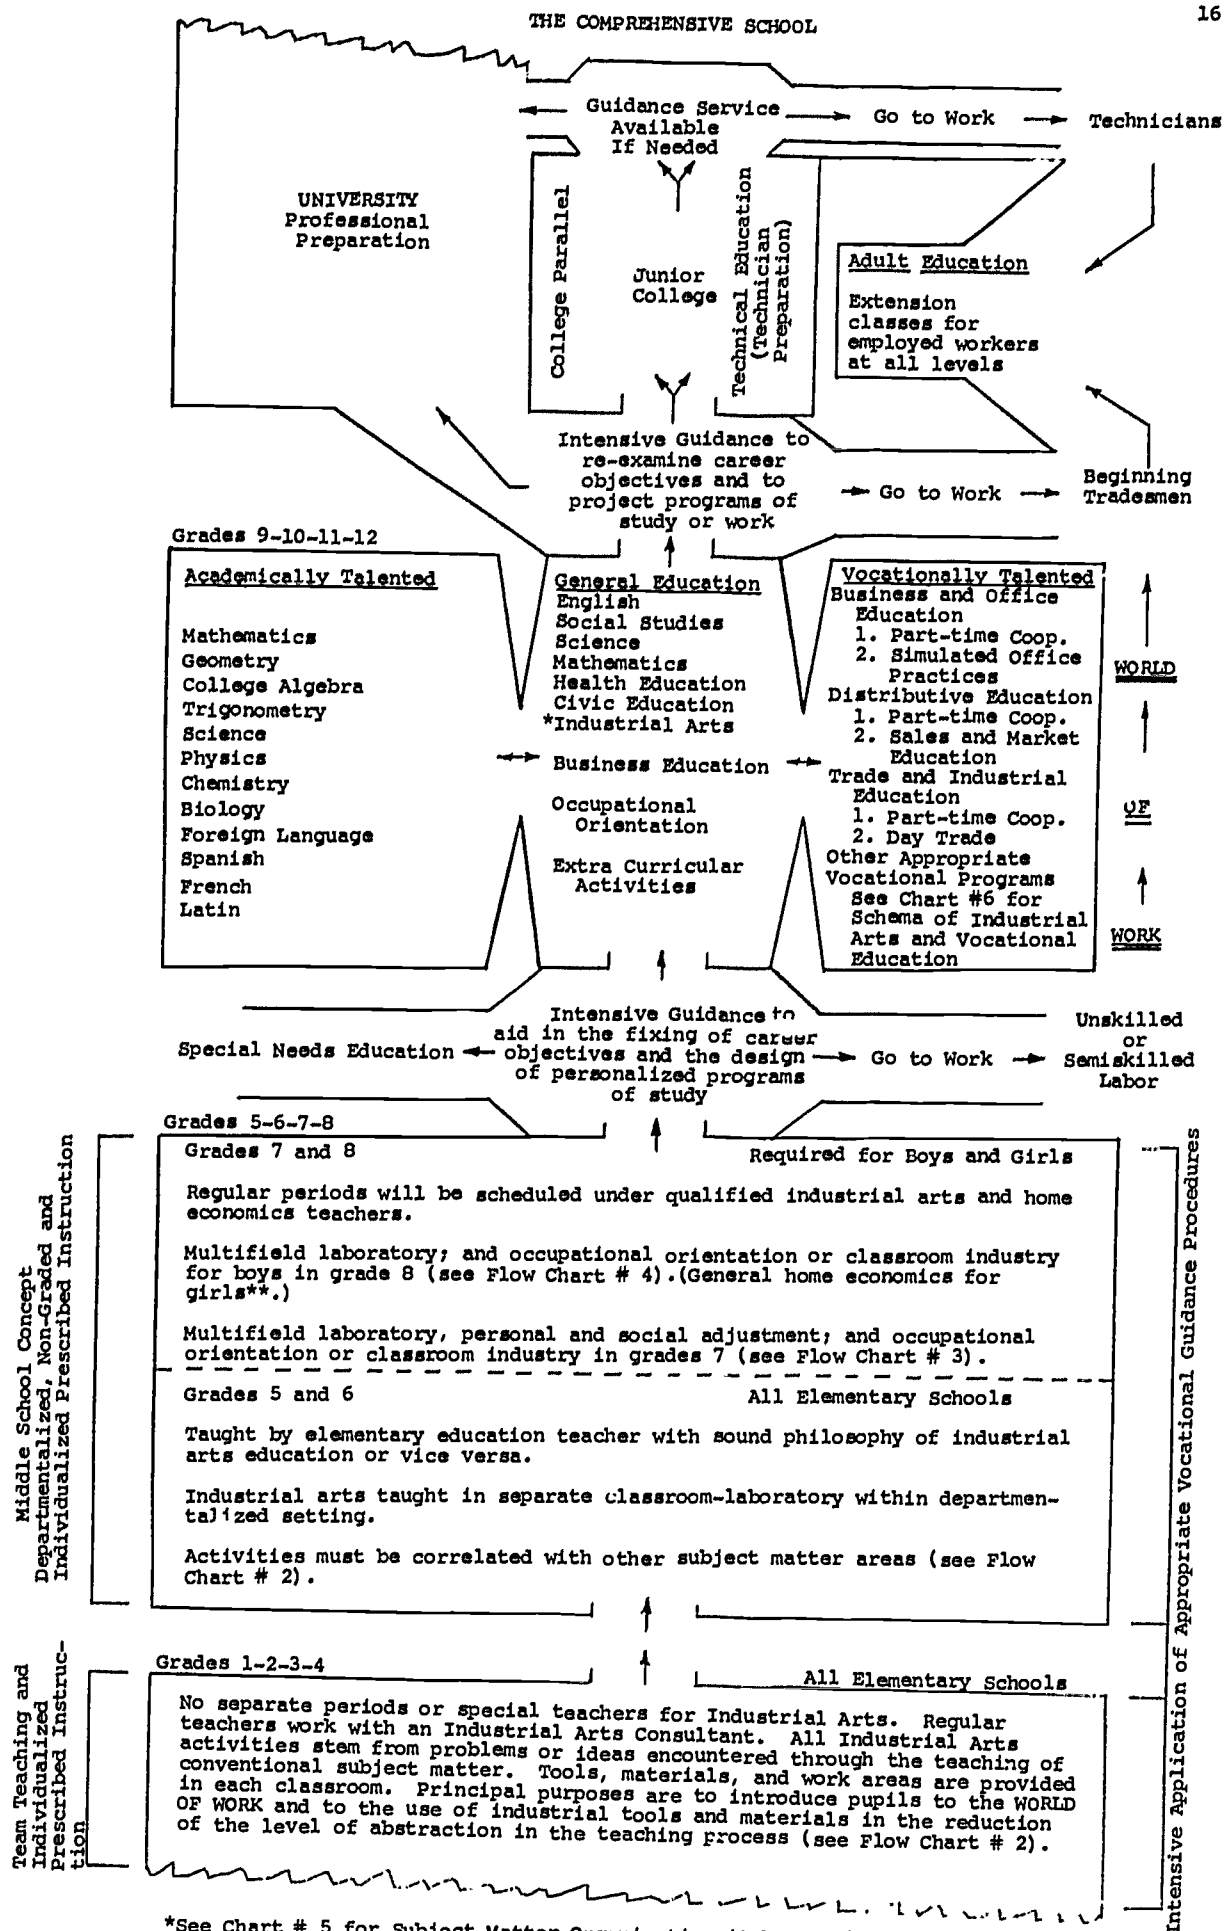 16
THE COMPREHENSIVE SCHOOL
Guidance Service
Available
If Needed
Go to Work
Technicians
UNIVERSITY
Professional
Preparation
College Parallel
Junior
College
Technical Education
(Technician
Preparation)
Adult Education
Extension
classes for
employed workers
at all levels
Intensive Guidance to
re-examine career
objectives and to
project programs of
study or work
Go to Work
Beginning
Tradesmen
Grades 9-10-11-12
Academically Talented
Mathematics
Geometry
College Algebra
Trigonometry
Science
Physics
Chemistry
Biology
Foreign Language
Spanish
French
Latin
General Education
English
Social Studies
Science
Mathematics
Health Education
Civic Education
*Industrial Arts
Business Education
Occupational
Orientation
Extra Curricular
Activities
Vocationally Talented
Business and Office
Education
1. Part-time Coop.
2. Simulated Office
Practices
Distributive Education
1. Part-time Coop.
2. Sales and Market
Education
Trade and Industrial
Education
1. Part-time Coop.
2. Day Trade
Other Appropriate
Vocational Programs
See Chart #6 for
Schema of Industrial
Arts and Vocational
Education
WORLD
OF
WORK
Intensive Guidance to
aid in the fixing of career
objectives and the design
of personalized programs
of study
Special Needs Education
Go to Work
Unskilled
or
Semiskilled
Labor
Grades 5-6-7-8
Grades 7 and 8 Required for Boys and Girls
Regular periods will be scheduled under qualified industrial arts and home
economics teachers.
Multifield laboratory; and occupational orientation or classroom industry
for boys in grade 8 (see Flow Chart # 4).(General home economics for
girls**.)
Multifield laboratory, personal and social adjustment; and occupational
orientation or classroom industry in grades 7 (see Flow Chart # 3).
Grades 5 and 6 All Elementary Schools
Taught by elementary education teacher with sound philosophy of industrial
arts education or vice versa.
Industrial arts taught in separate classroom-laboratory within departmen-
talized setting.
Activities must be correlated with other subject matter areas (see Flow
Chart # 2).
Middle School Concept
Departmentalized, Non-Graded and
Individualized Prescribed Instruction
Grades 1-2-3-4
All Elementary Schools
No separate periods or special teachers for Industrial Arts. Regular
teachers work with an Industrial Arts Consultant. All Industrial Arts
activities stem from problems or ideas encountered through the teaching of
conventional subject matter. Tools, materials, and work areas are provided
in each classroom. Principal purposes are to introduce pupils to the WORLD
OF WORK and to the use of industrial tools and materials in the reduction
of the level of abstraction in the teaching process (see Flow Chart # 2).
Team Teaching and
Individualized
Prescribed Instruc-
tion
Intensive Application of Appropriate Vocational Guidance Procedures
*See Chart # 5 for Subject Matter